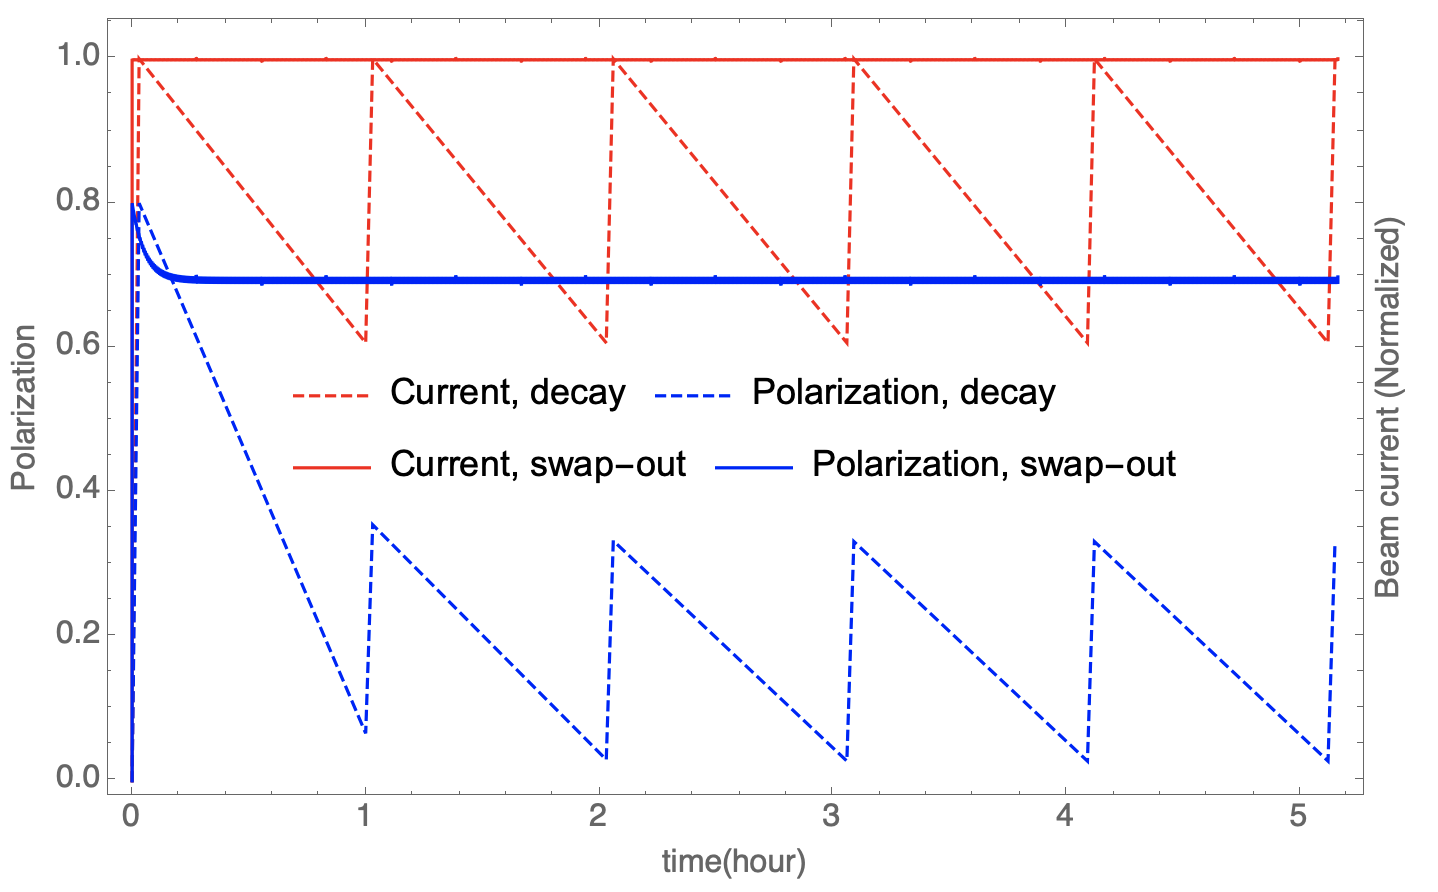 1.0
0.8
0.6
0.4
0.2
0.0
Polarization
Current, decay Polarization, decay
Current, swap-out Polarization, swap-out
Beam current (Normalized)
0 1 2 3 4 5
time(hour)